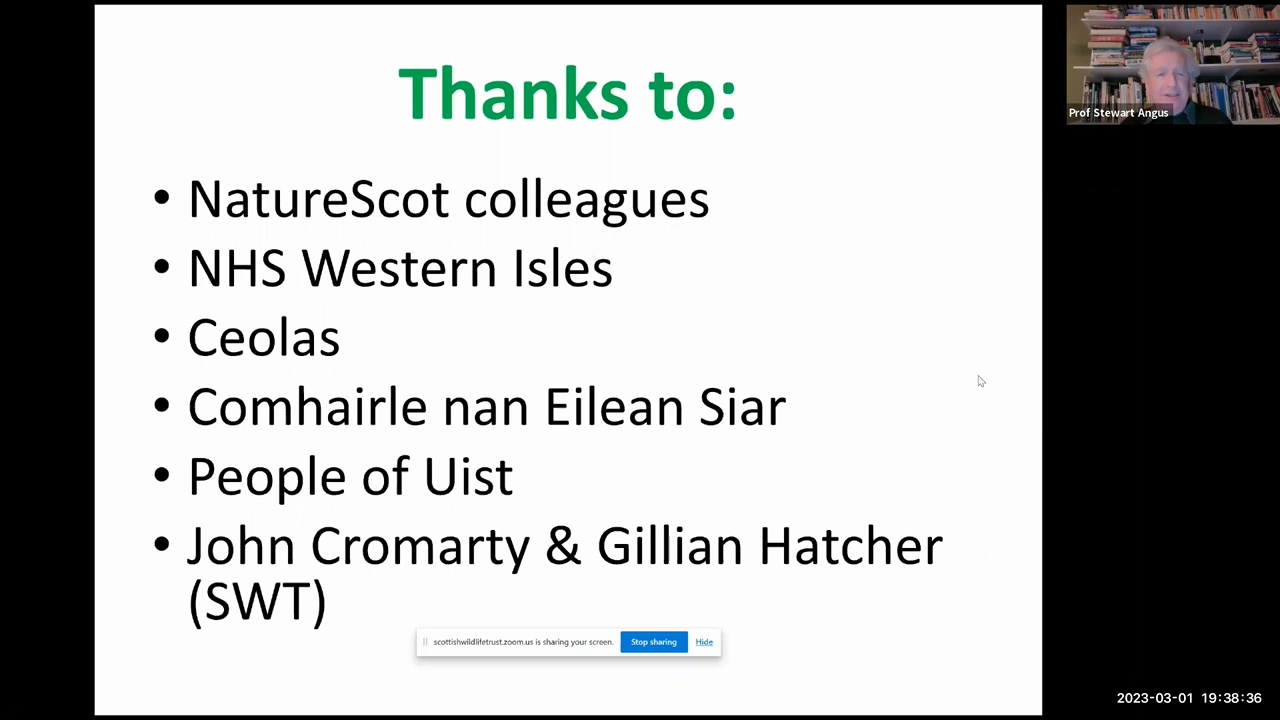 Thanks to:
• NatureScot colleagues
• NHS Western Isles
• Ceolas
• Comhairle nan Eilean Siar
• People of Uist
• John Cromarty & Gillian Hatcher
(SWT)
scottishwildlifetrust.zoom.us is sharing your screen. Stop sharing Hide
Prof Stewart Angus
2023-03-01 19:38:36